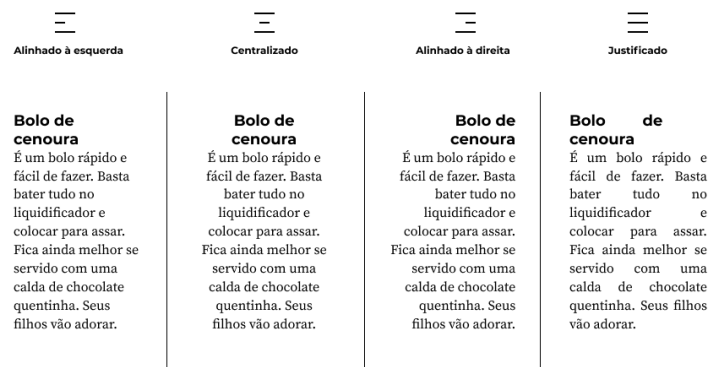 Alinhado à esquerda
Bolo de
cenoura
É um bolo rápido e
fácil de fazer. Basta
bater tudo no
liquidificador e
colocar para assar.
Fica ainda melhor se
servido com uma
calda de chocolate
quentinha. Seus
filhos vão adorar.
Centralizado
Bolo de
cenoura
É um bolo rápido e
fácil de fazer. Basta
bater tudo no
liquidificador e
colocar para assar.
Fica ainda melhor se
servido com uma
calda de chocolate
quentinha. Seus
filhos vão adorar.
Alinhado à direita
Bolo de
cenoura
É um bolo rápido e
fácil de fazer. Basta
bater tudo no
liquidificador e
colocar para assar.
Fica ainda melhor se
servido com uma
calda de chocolate
quentinha. Seus
filhos vão adorar.
Justificado
Bolo de
cenoura
É um bolo rápido e
fácil de fazer. Basta
bater tudo no
liquidificador e
colocar para assar.
Fica ainda melhor se
servido com uma
calda de chocolate
quentinha. Seus filhos
vão adorar.